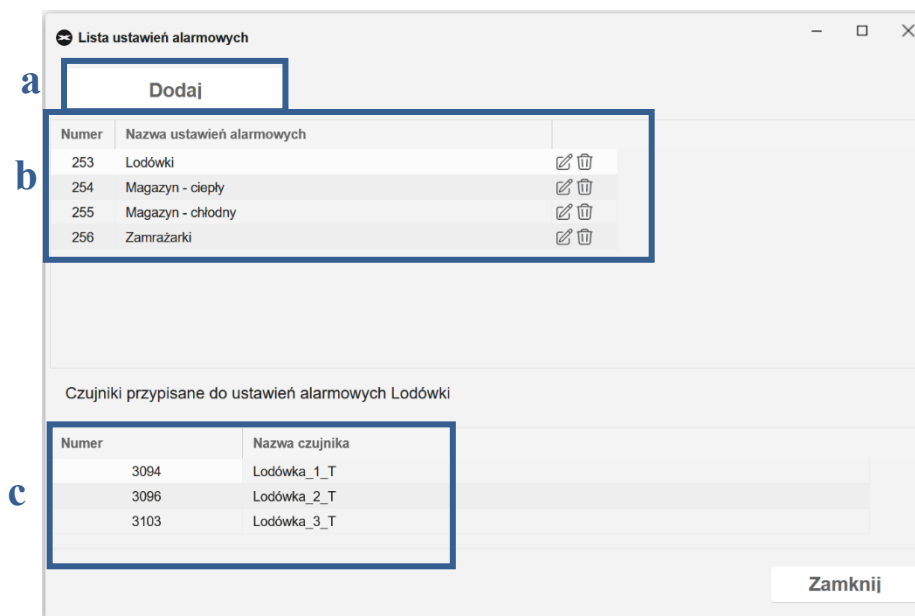 Lista ustawień alarmowych
a
Dodaj
Numer Nazwa ustawień alarmowych
b
253 Lodówki
254 Magazyn - ciepły
255 Magazyn - chłodny
256 Zamrażarki
Czujniki przypisane do ustawień alarmowych Lodówki
Numer Nazwa czujnika
c
3094 Lodówka_1_T
3096 Lodówka_2_T
3103 Lodówka_3_T
Zamknij